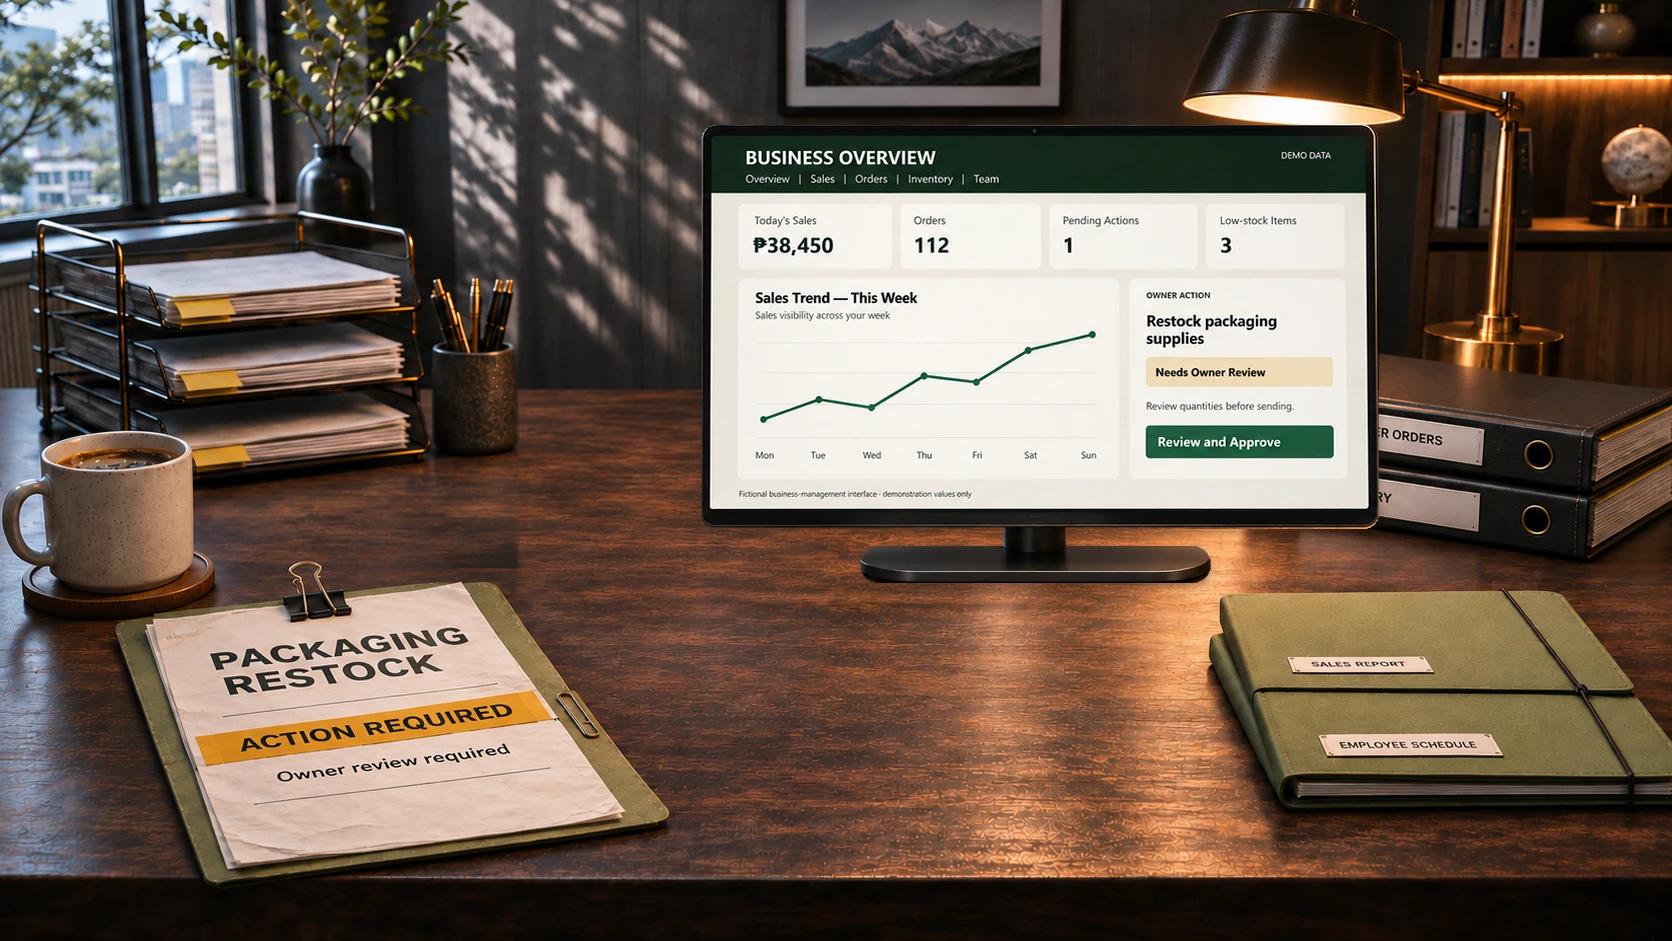 BUSINESS OVERVIEW
DEMO DATA
Overview | Sales | Orders | Inventory | Team
Today's Sales
₱38,450
Orders
112
Pending Actions
1
Low-stock Items
3
Sales Trend — This Week
Sales visibility across your week
Mon Tue Wed Thu Fri Sat Sun
OWNER ACTION
Restock packaging
supplies
Needs Owner Review
Review quantities before sending.
Review and Approve
Fictional business-management interface · demonstration values only
ORDERS
PACKAGING
RESTOCK
ACTION REQUIRED
Owner review required
SALES REPORT
EMPLOYEE SCHEDULE